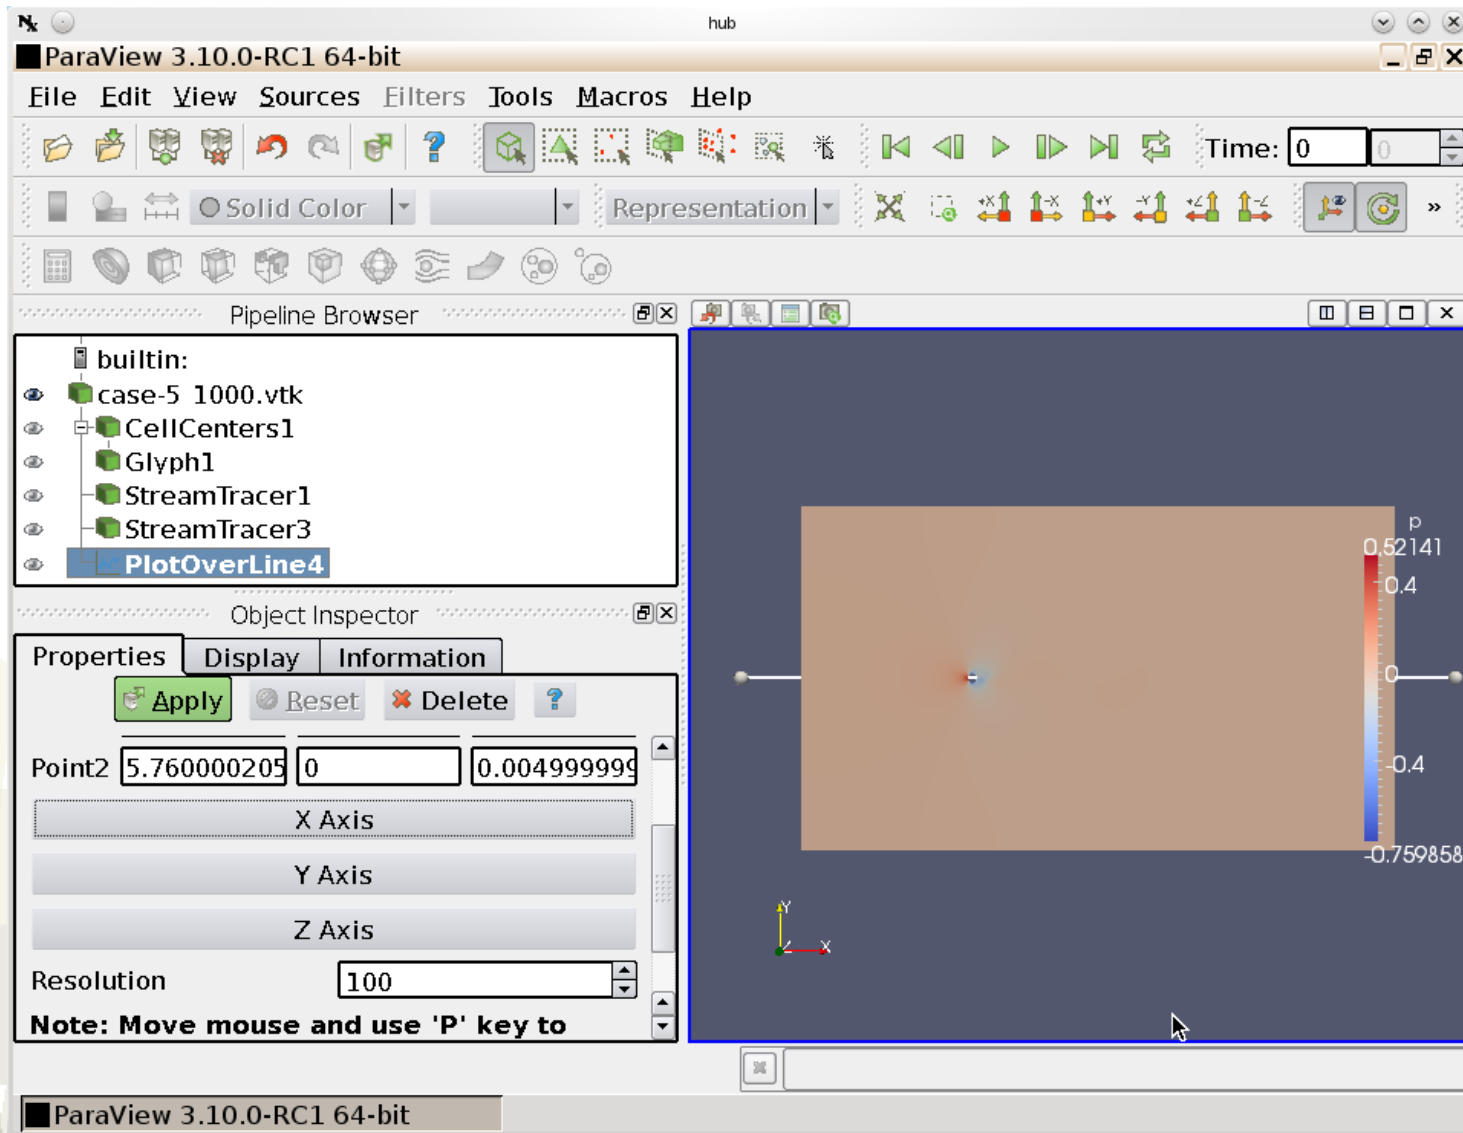 hub
ParaView 3.10.0-RC1 64-bit
File Edit View Sources Filters Tools Macros Help
? Time: 0 0
Solid Color Representation +X -X +Y -Y +Z -Z »
Pipeline Browser
builtin:
case-5 1000.vtk
CellCenters1
Glyph1
StreamTracer1
StreamTracer3
PlotOverLine4
Object Inspector
Properties Display Information
Apply Reset Delete ?
Point2 5.760000205 0 0.004999999
X Axis
Y Axis
Z Axis
Resolution 100
Note: Move mouse and use 'P' key to
p
0.52141
0.4
0
-0.4
-0.759858
Y
Z X
ParaView 3.10.0-RC1 64-bit